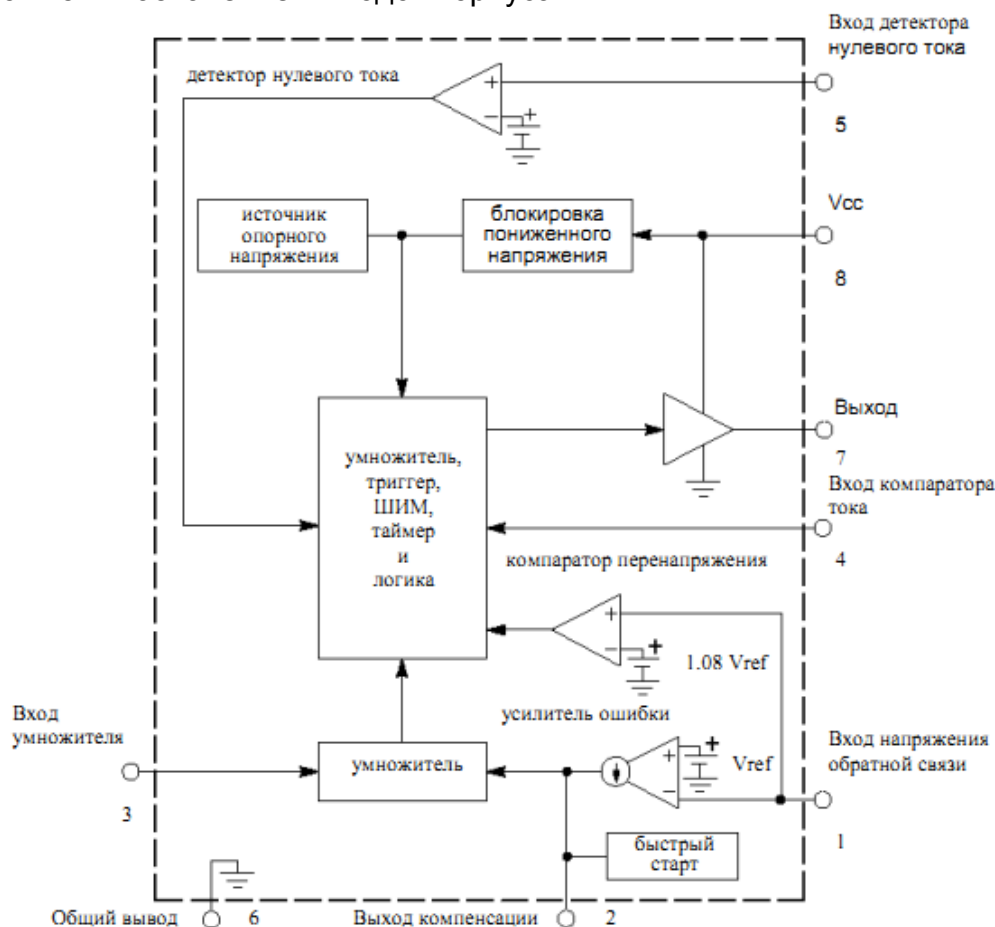 Вход детектора
нулевого тока
детектор нулевого тока
+
−
+
5
источник
опорного
напряжения
блокировка
пониженного
напряжения
Vcc
8
умножитель,
триггер,
ШИМ,
таймер
и
логика
Выход
7
Вход компаратора
тока
4
компаратор перенапряжения
+
−
+
1.08 Vref
усилитель ошибки
Вход
умножителя
3
умножитель
+
−
+
Vref
Вход напряжения
обратной связи
1
быстрый
старт
Общий вывод
6
Выход компенсации
2